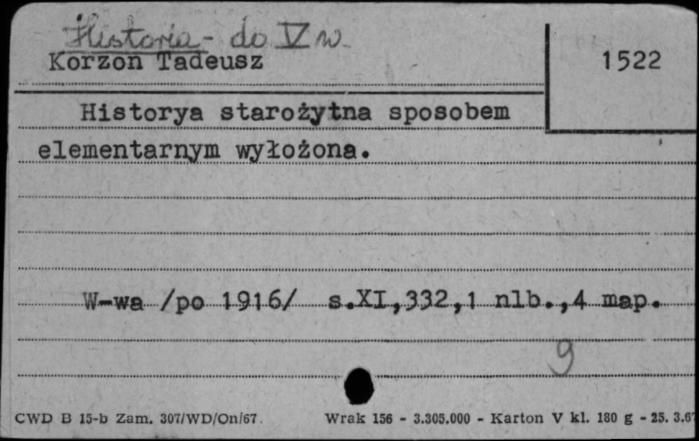 Historia - do V w.
Korzon Tadeusz
1522
Historya starożytna sposobem
elementarnym wyłożona.
W-wa /po 1916/ s.XI,332,1 nlb.,4 map.
9
CWD B 15-b Zam. 307/WD/On/67. Wrak 156 - 3.305.000 - Karton V kl. 180 g - 25. 3.67